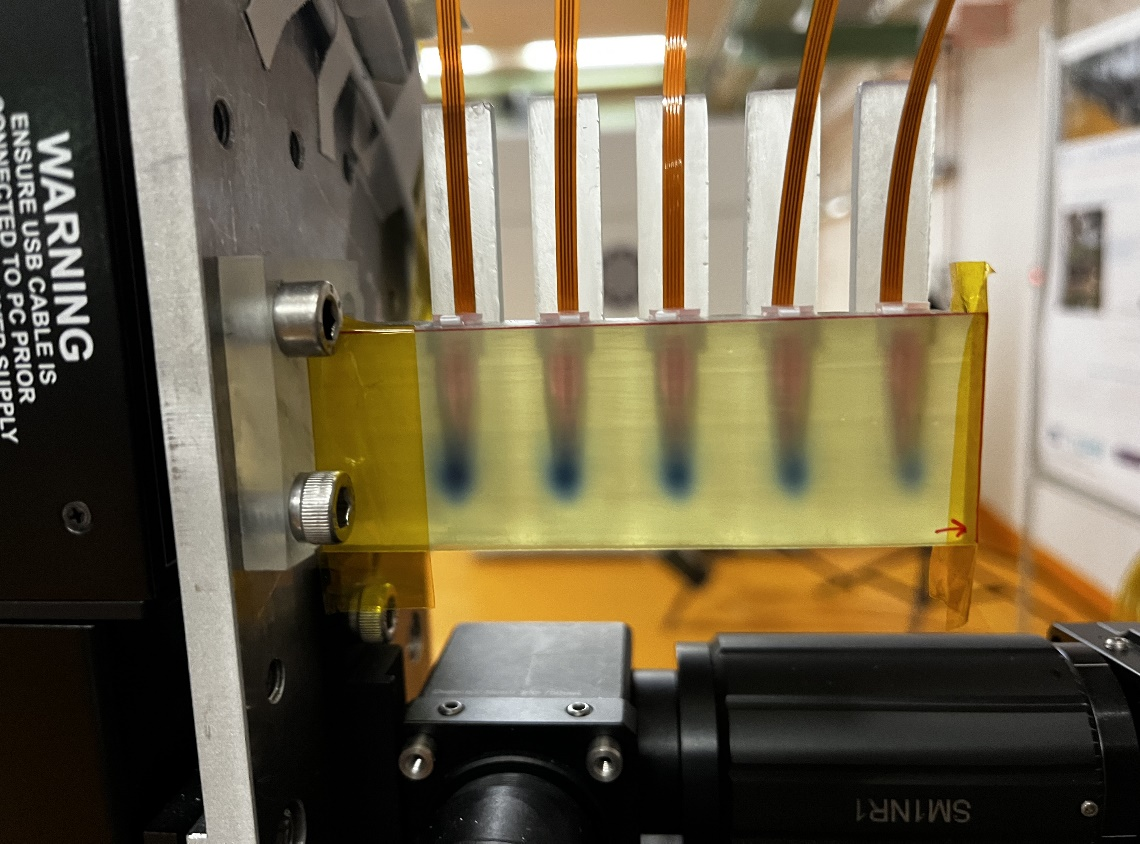 WARNING
ENSURE USB CABLE IS
CONNECTED TO PC PRIOR
SUPPLY
SM1NR1